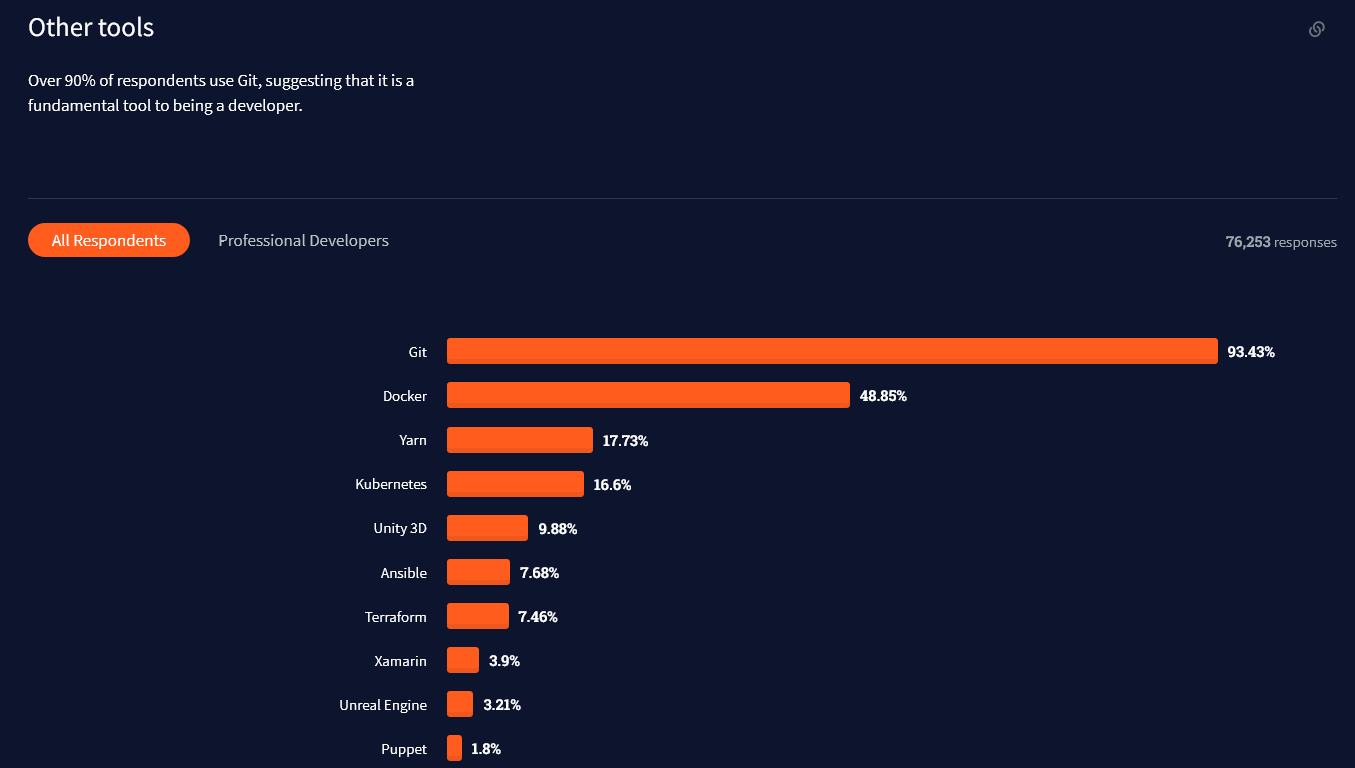 Other tools
Over 90% of respondents use Git, suggesting that it is a
fundamental tool to being a developer.
All Respondents Professional Developers 76,253 responses
Git 93.43%
Docker 48.85%
Yarn 17.73%
Kubernetes 16.6%
Unity 3D 9.88%
Ansible 7.68%
Terraform 7.46%
Xamarin 3.9%
Unreal Engine 3.21%
Puppet 1.8%